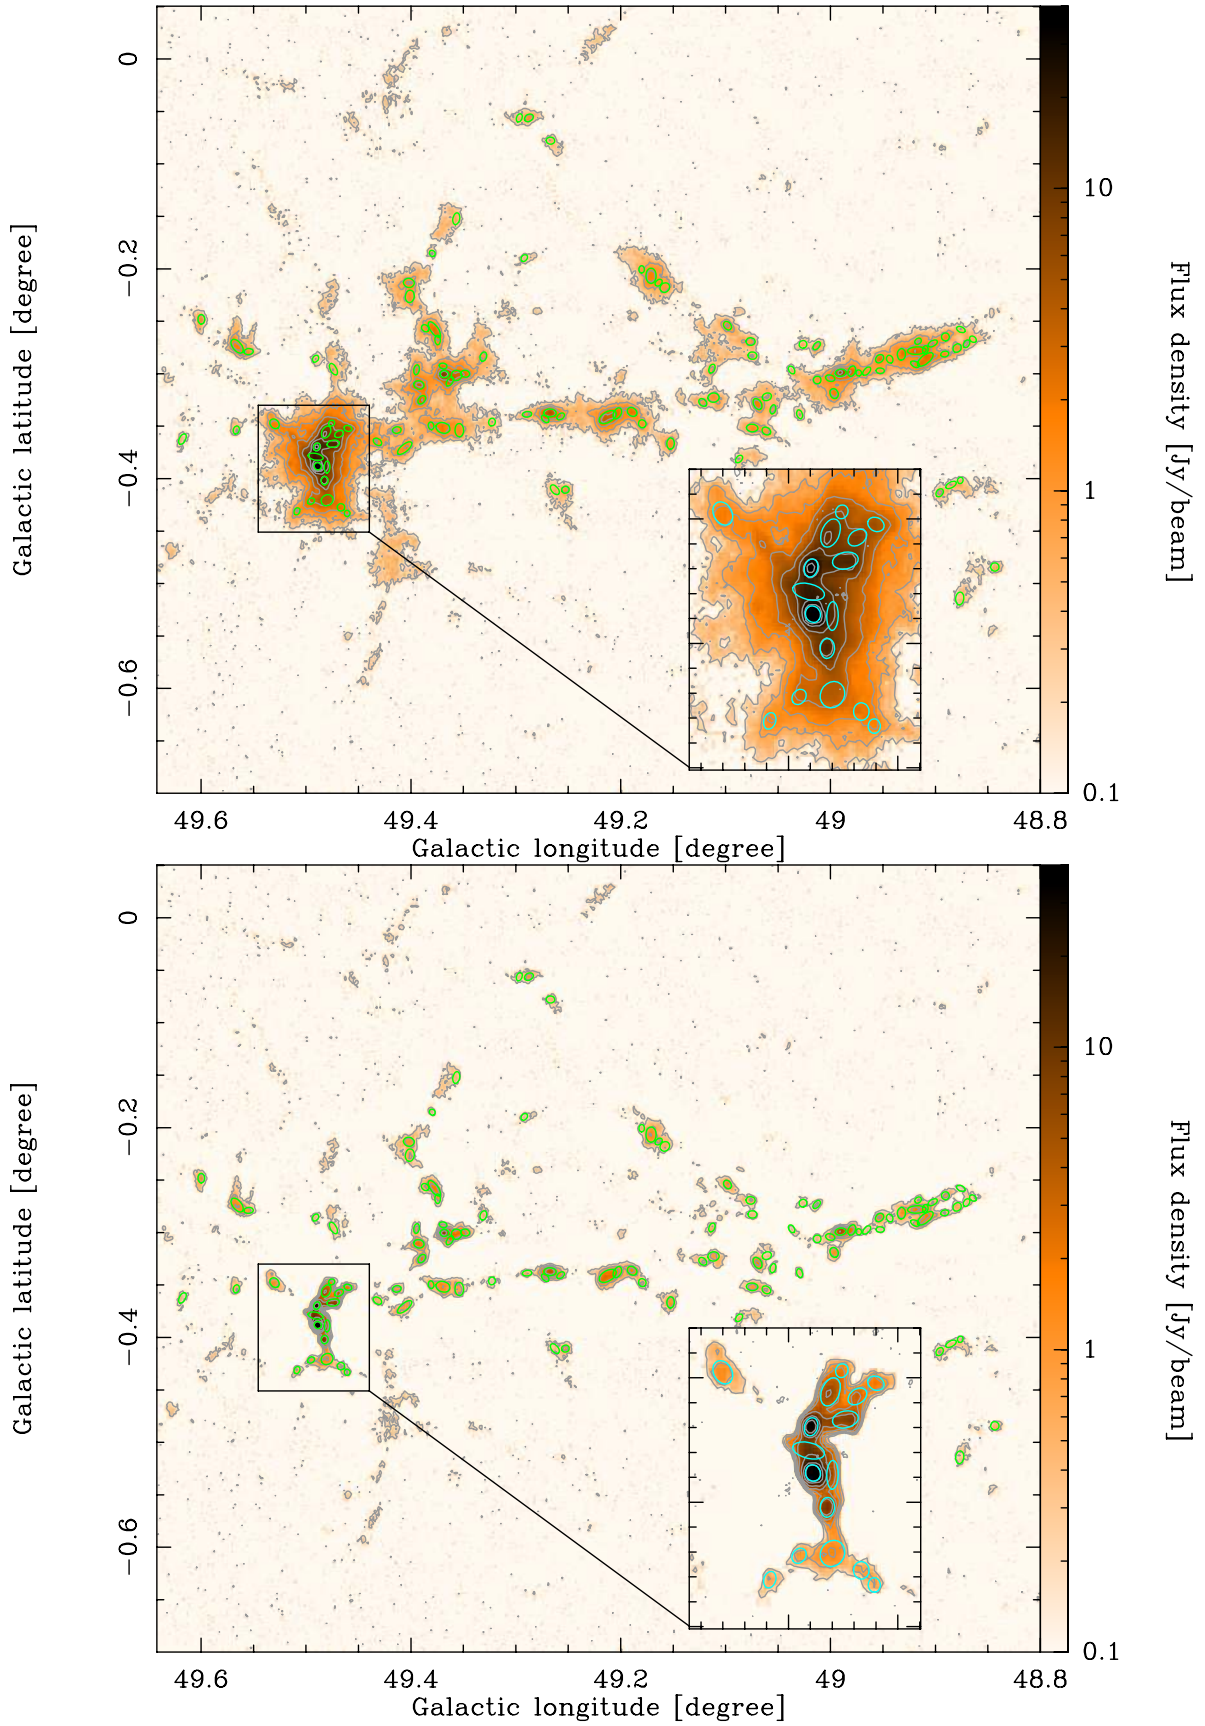 0
−0.2
−0.4
−0.6
Galactic latitude [degree]
49.6 49.4 49.2 49 48.8
Galactic longitude [degree]
10
1
0.1
Flux density [Jy/beam]
0
−0.2
−0.4
−0.6
Galactic latitude [degree]
49.6 49.4 49.2 49 48.8
Galactic longitude [degree]
10
1
0.1
Flux density [Jy/beam]